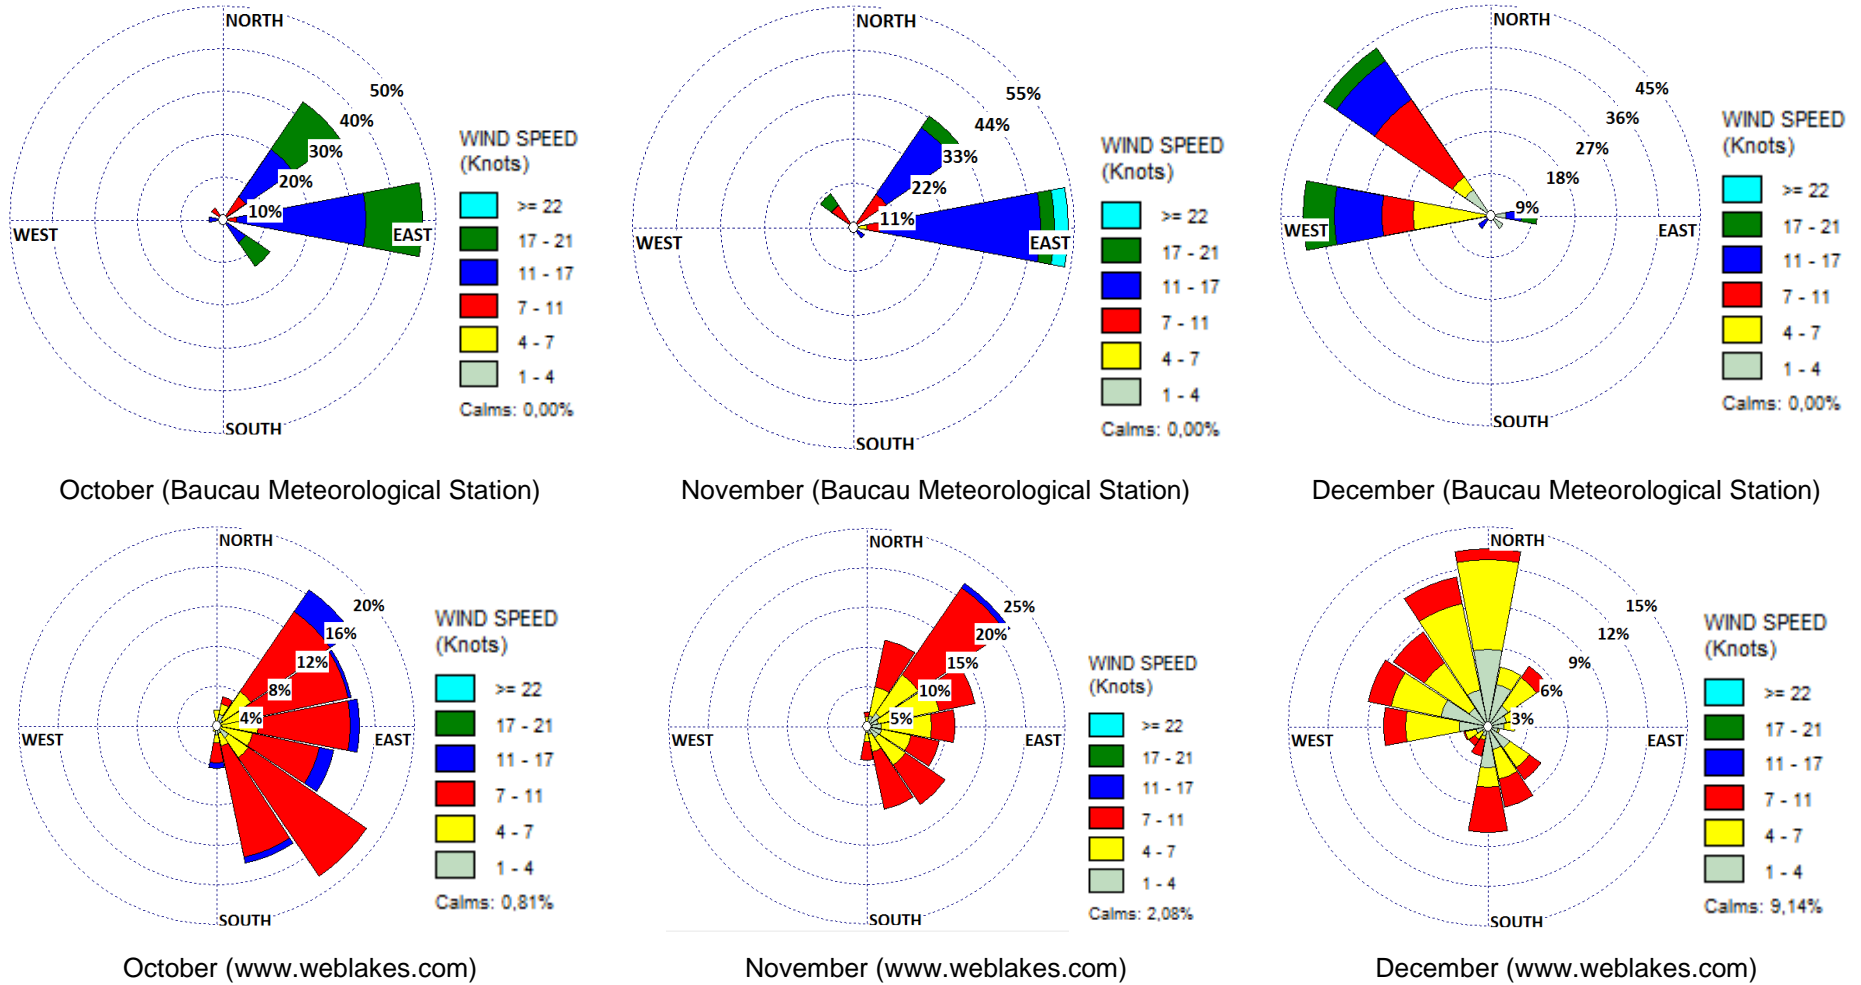 NORTH
50%
40%
30%
20%
10%
WEST
EAST
SOUTH
WIND SPEED
(Knots)
>= 22
17 - 21
11 - 17
7 - 11
4 - 7
1 - 4
Calms: 0,00%
October (Baucau Meteorological Station)
NORTH
55%
44%
33%
22%
11%
WEST
EAST
SOUTH
WIND SPEED
(Knots)
>= 22
17 - 21
11 - 17
7 - 11
4 - 7
1 - 4
Calms: 0,00%
November (Baucau Meteorological Station)
NORTH
45%
36%
27%
18%
9%
WEST
EAST
SOUTH
WIND SPEED
(Knots)
>= 22
17 - 21
11 - 17
7 - 11
4 - 7
1 - 4
Calms: 0,00%
December (Baucau Meteorological Station)
NORTH
20%
16%
12%
8%
4%
WEST
EAST
SOUTH
WIND SPEED
(Knots)
>= 22
17 - 21
11 - 17
7 - 11
4 - 7
1 - 4
Calms: 0,81%
October (www.weblakes.com)
NORTH
25%
20%
15%
10%
5%
WEST
EAST
SOUTH
WIND SPEED
(Knots)
>= 22
17 - 21
11 - 17
7 - 11
4 - 7
1 - 4
Calms: 2,08%
November (www.weblakes.com)
NORTH
15%
12%
9%
6%
3%
WEST
EAST
SOUTH
WIND SPEED
(Knots)
>= 22
17 - 21
11 - 17
7 - 11
4 - 7
1 - 4
Calms: 9,14%
December (www.weblakes.com)